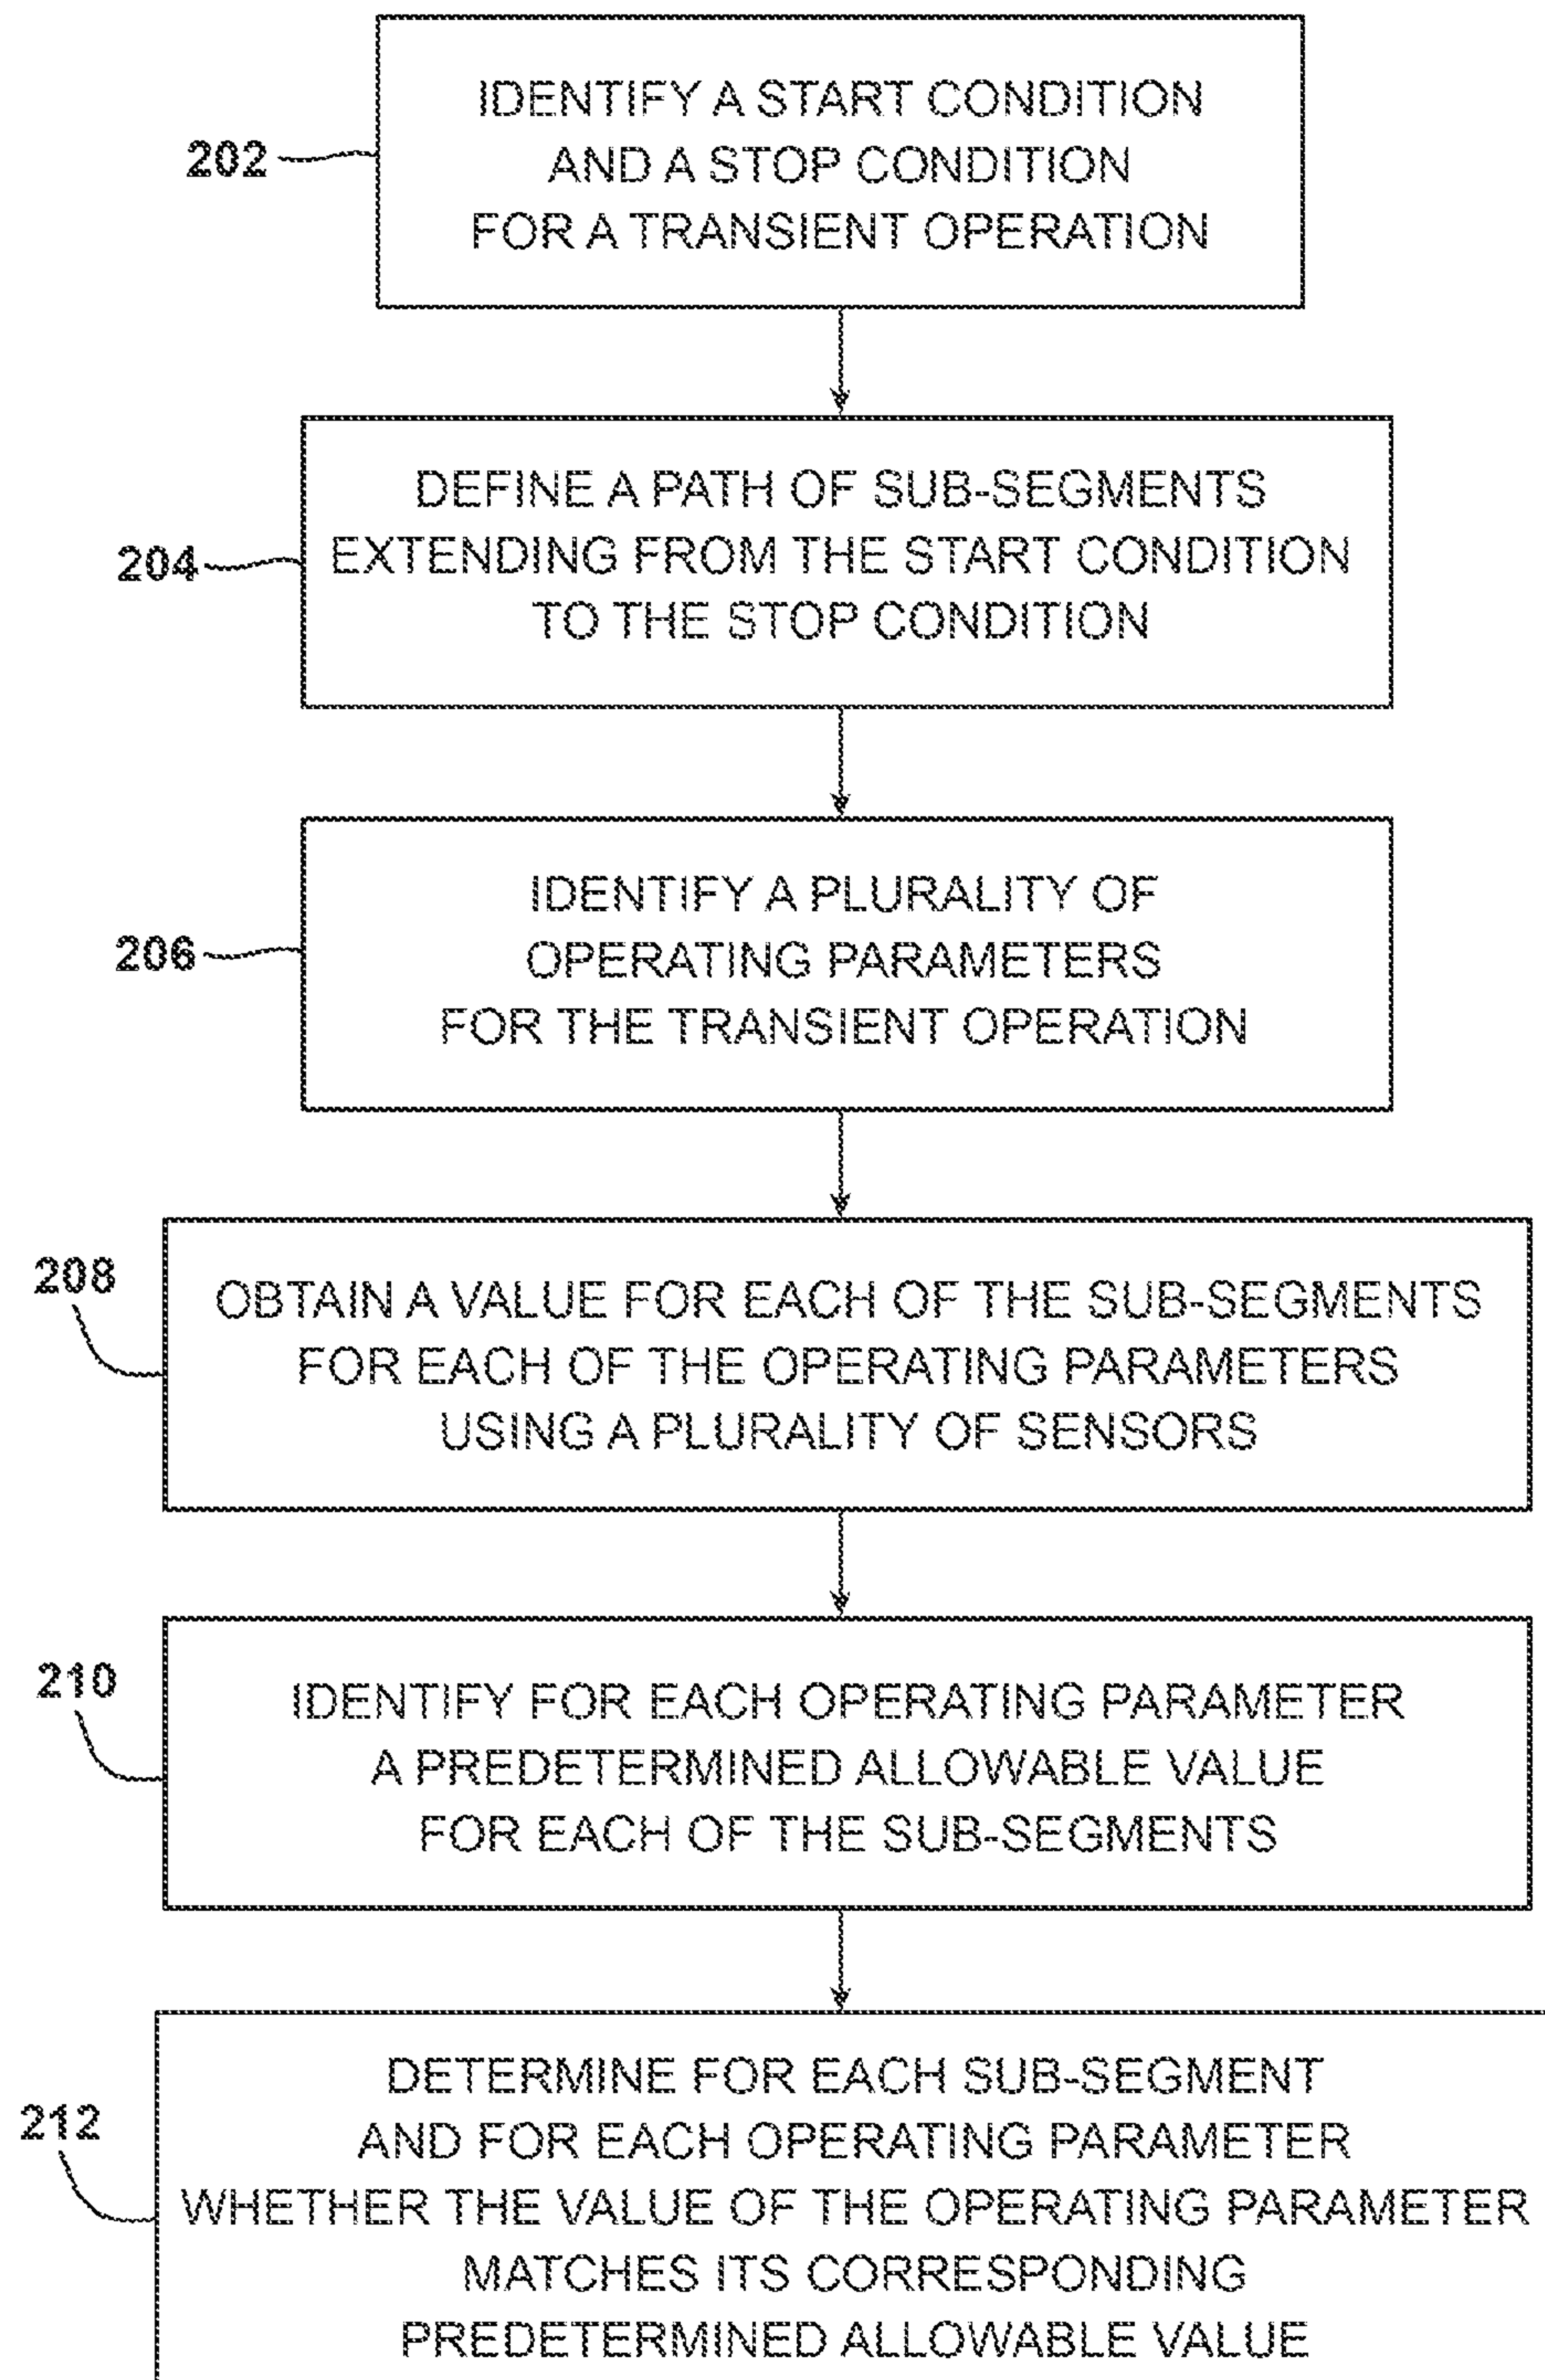 IDENTIFY A START CONDITION
202
AND A STOP CONDITION
FOR A TRANSIENT OPERATION
DEFINE A PATH OF SUB-SEGMENTS
204
EXTENDING FROM THE START CONDITION
TO THE STOP CONDITION
IDENTIFY A PLURALITY OF
206
OPERATING PARAMETERS
FOR THE TRANSIENT OPERATION
208
OBTAIN A VALUE FOR EACH OF THE SUB-SEGMENTS
FOR EACH OF THE OPERATING PARAMETERS
USING A PLURALITY OF SENSORS
210
IDENTIFY FOR EACH OPERATING PARAMETER
A PREDETERMINED ALLOWABLE VALUE
FOR EACH OF THE SUB-SEGMENTS
DETERMINE FOR EACH SUB-SEGMENT
212
AND FOR EACH OPERATING PARAMETER
WHETHER THE VALUE OF THE OPERATING PARAMETER
MATCHES ITS CORRESPONDING
PREDETERMINED ALLOWABLE VALUE